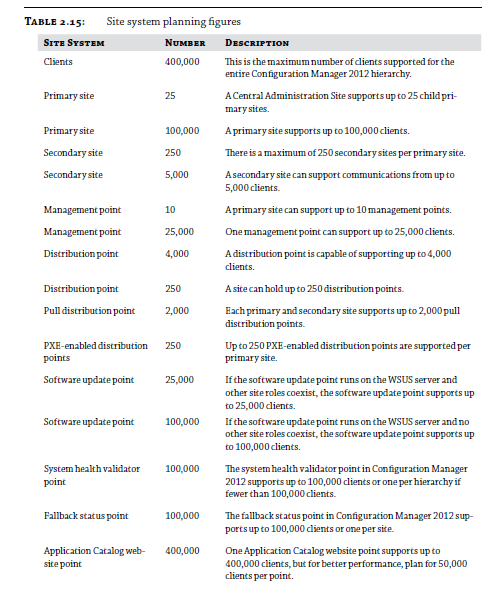 TABLE 2.15: Site system planning figures
SITE SYSTEM NUMBER DESCRIPTION
Clients 400,000 This is the maximum number of clients supported for the
entire Configuration Manager 2012 hierarchy.
Primary site 25 A Central Administration Site supports up to 25 child pri-
mary sites.
Primary site 100,000 A primary site supports up to 100,000 clients.
Secondary site 250 There is a maximum of 250 secondary sites per primary site.
Secondary site 5,000 A secondary site can support communications from up to
5,000 clients.
Management point 10 A primary site can support up to 10 management points.
Management point 25,000 One management point can support up to 25,000 clients.
Distribution point 4,000 A distribution point is capable of supporting up to 4,000
clients.
Distribution point 250 A site can hold up to 250 distribution points.
Pull distribution point 2,000 Each primary and secondary site supports up to 2,000 pull
distribution points.
PXE-enabled distribution 250 Up to 250 PXE-enabled distribution points are supported per
points primary site.
Software update point 25,000 If the software update point runs on the WSUS server and
other site roles coexist, the software update point supports up
to 25,000 clients.
Software update point 100,000 If the software update point runs on the WSUS server and no
other site roles coexist, the software update point supports up
to 100,000 clients.
System health validator 100,000 The system health validator point in Configuration Manager
point 2012 supports up to 100,000 clients or one per hierarchy if
fewer than 100,000 clients.
Fallback status point 100,000 The fallback status point in Configuration Manager 2012 sup-
ports up to 100,000 clients or one per site.
Application Catalog web- 400,000 One Application Catalog website point supports up to
site point 400,000 clients, but for better performance, plan for 50,000
clients per point.